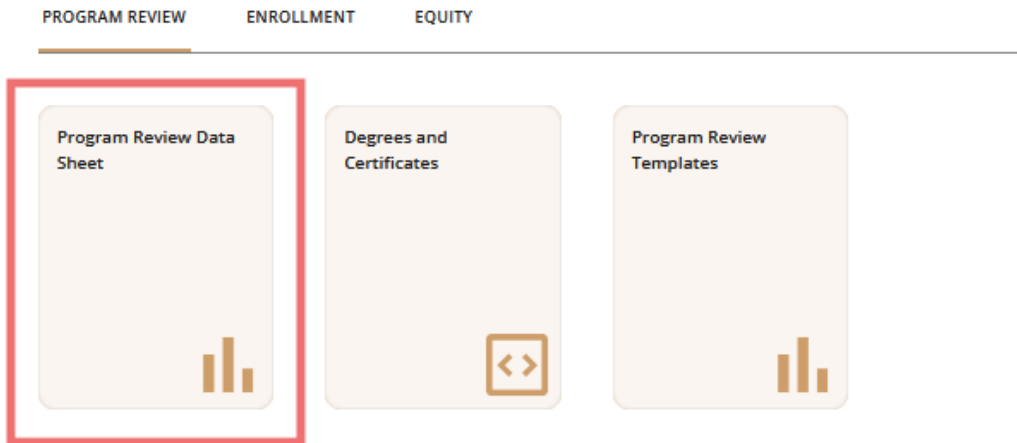 PROGRAM REVIEW ENROLLMENT EQUITY
Program Review Data
Sheet
Degrees and
Certificates
Program Review
Templates